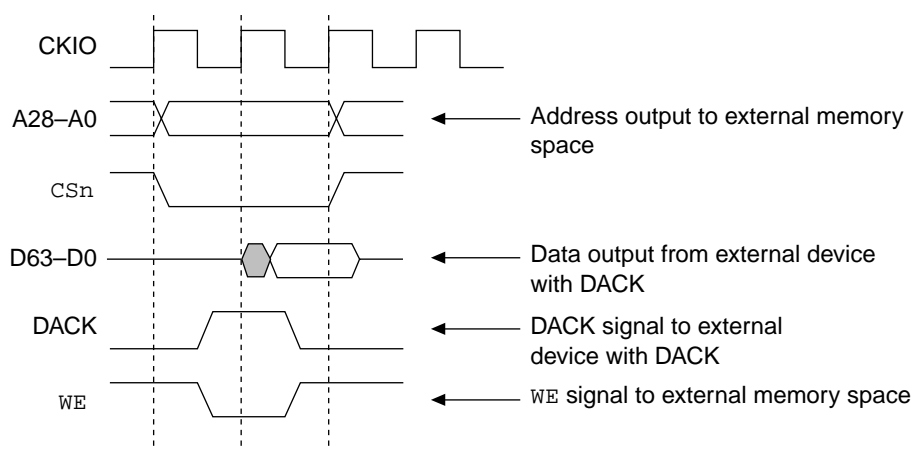 CKIO
A28–A0
Address output to external memory
space
CSn
D63–D0
Data output from external device
with DACK
DACK
DACK signal to external
device with DACK
WE
WE signal to external memory space